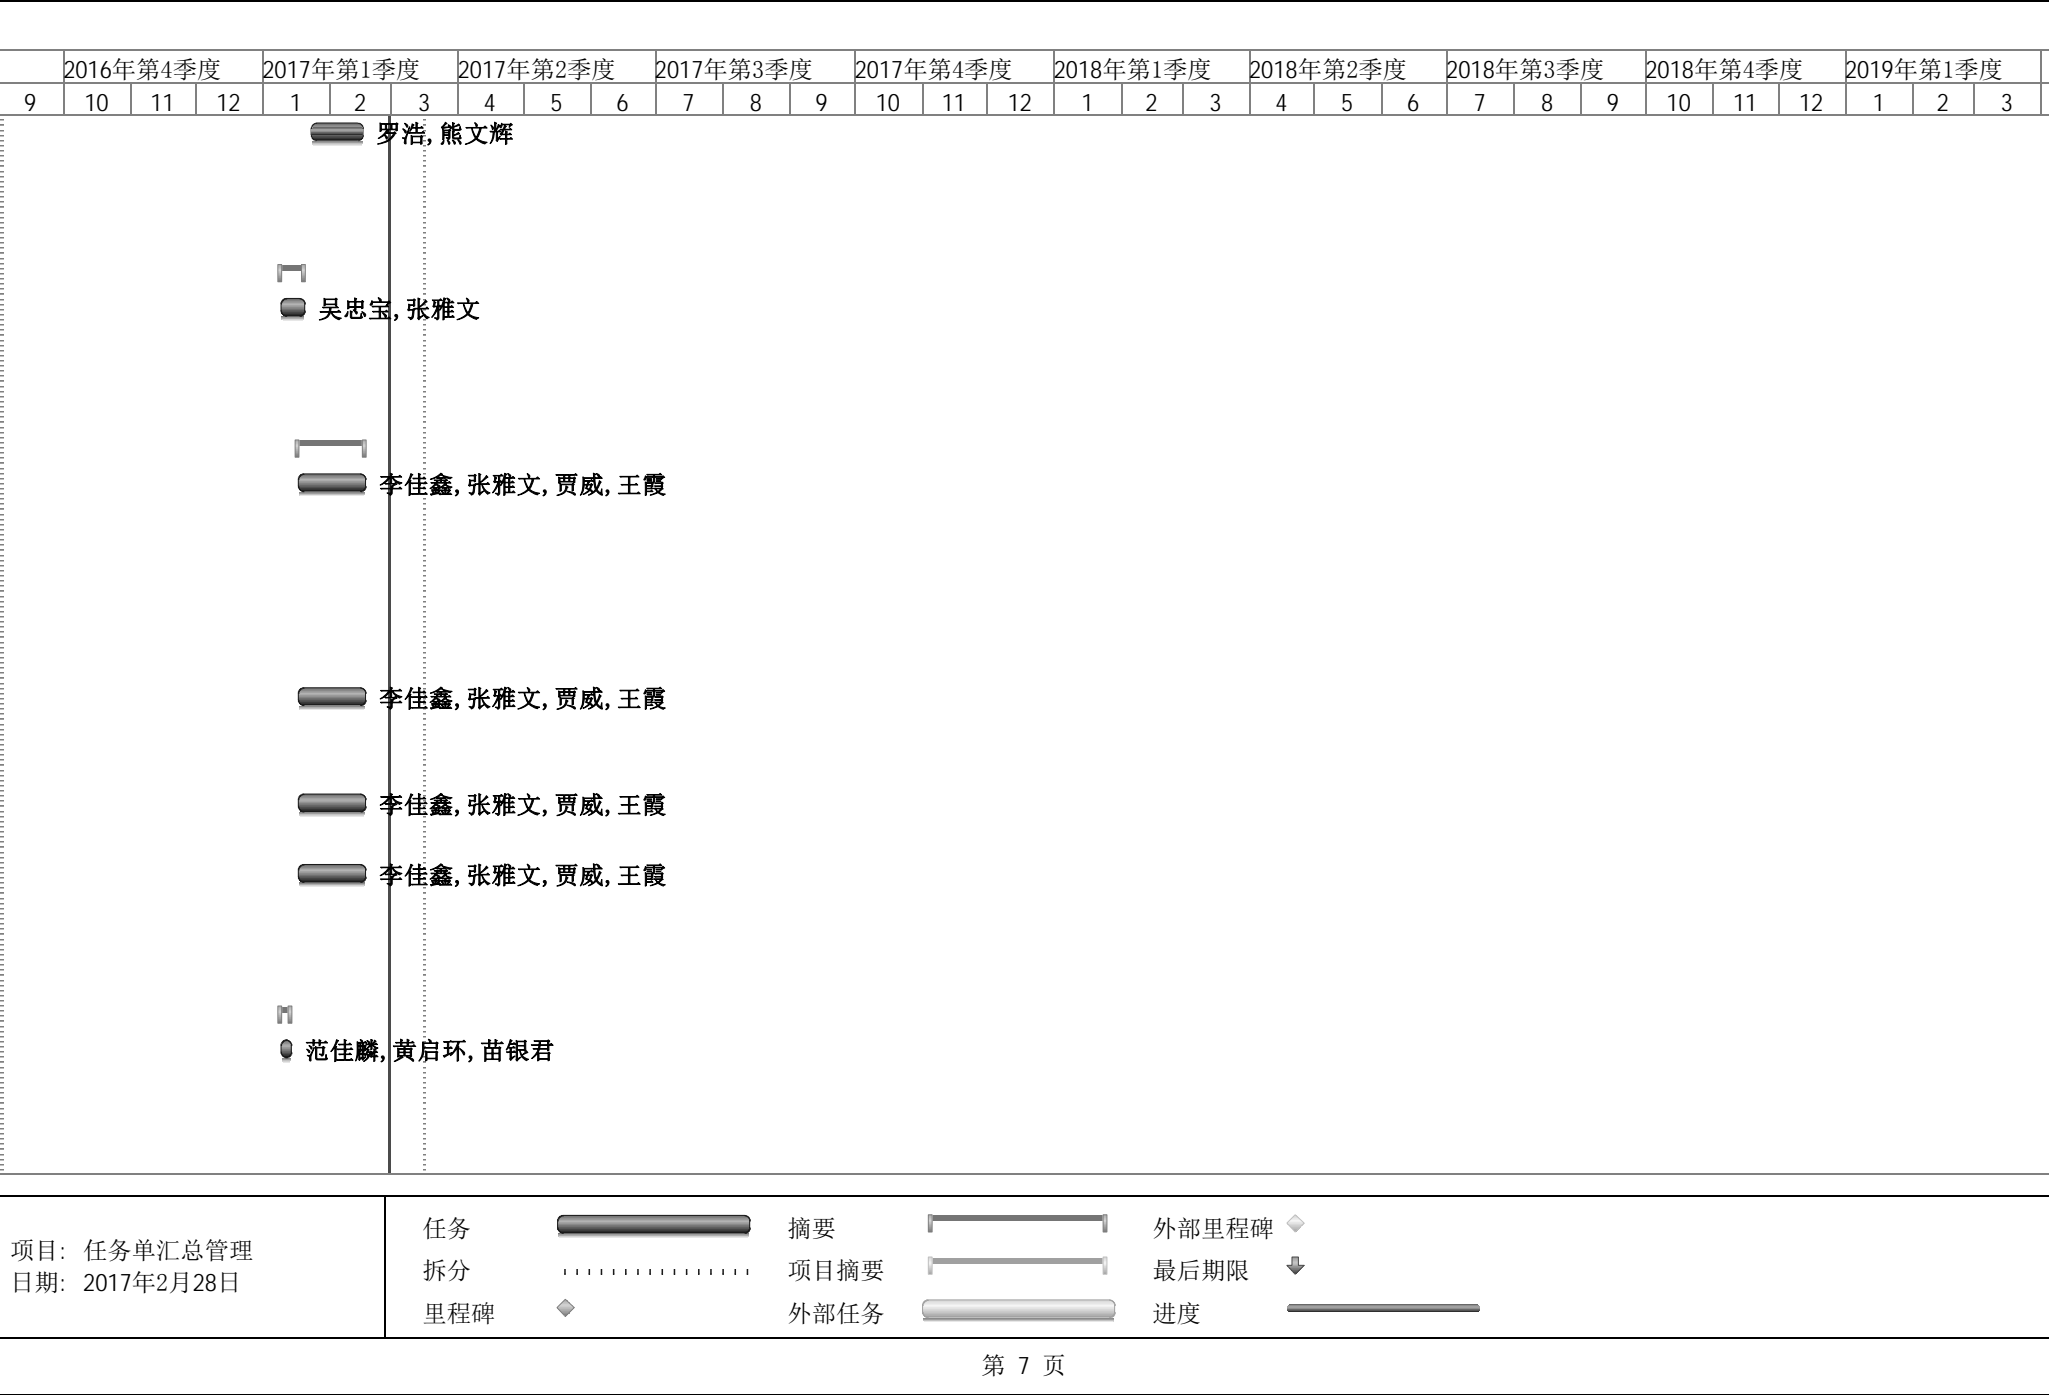 2016年第4季度 2017年第1季度 2017年第2季度 2017年第3季度 2017年第4季度 2018年第1季度 2018年第2季度 2018年第3季度 2018年第4季度 2019年第1季度
9 10 11 12 1 2 3 4 5 6 7 8 9 10 11 12 1 2 3 4 5 6 7 8 9 10 11 12 1 2 3
罗浩,熊文辉
吴忠宝,张雅文
李佳鑫,张雅文,贾威,王霞
李佳鑫,张雅文,贾威,王霞
李佳鑫,张雅文,贾威,王霞
李佳鑫,张雅文,贾威,王霞
范佳麟,黄启环,苗银君
项目: 任务单汇总管理
日期: 2017年2月28日
任务 摘要 外部里程碑
拆分 项目摘要 最后期限
里程碑 外部任务 进度
第 7 页